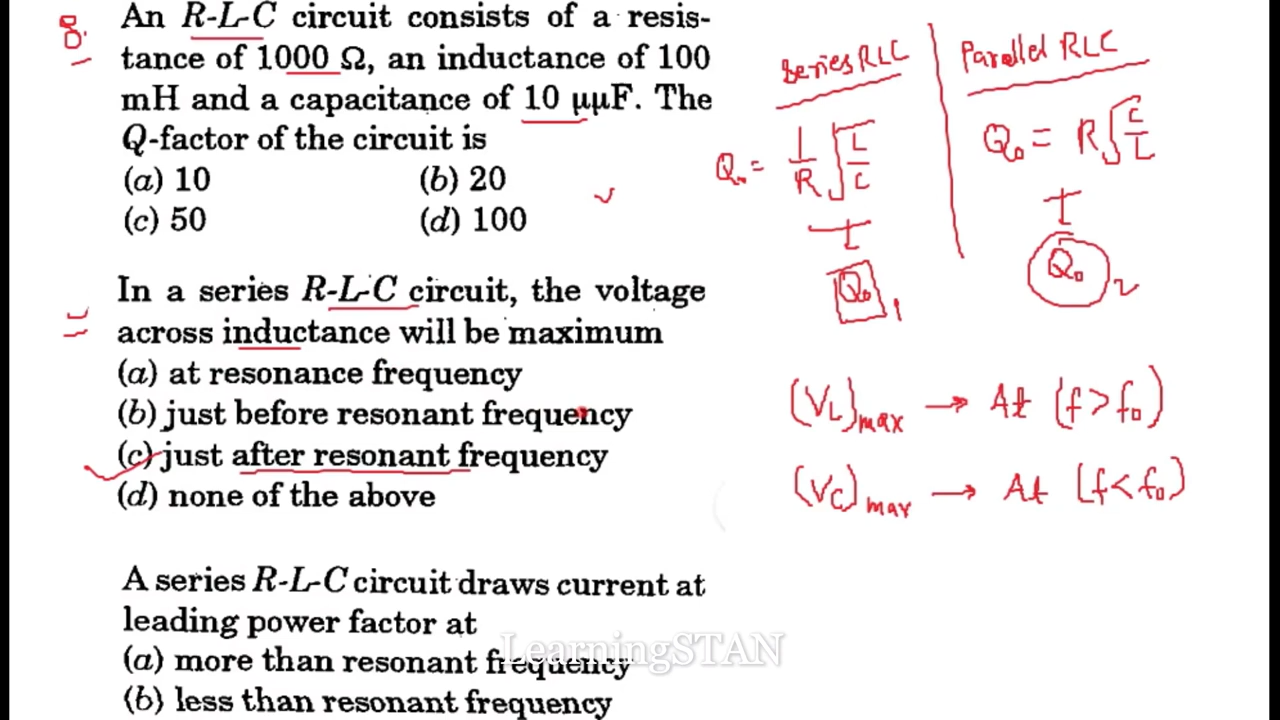 8.
An R-L-C circuit consists of a resis-
tance of 1000 Ω, an inductance of 100
mH and a capacitance of 10 μμF. The
Q-factor of the circuit is
(a) 10 (b) 20
(c) 50 (d) 100
In a series R-L-C circuit, the voltage
across inductance will be maximum
(a) at resonance frequency
(b) just before resonant frequency
(c) just after resonant frequency
(d) none of the above
A series R-L-C circuit draws current at
leading power factor at
(a) more than resonant frequency
(b) less than resonant frequency
Series RLC
Q₀ = 1/R √(L/C)
Q₀ 1
Parallel RLC
Q₀ = R √(C/L)
Q₀ 2
(VL)max → At (f > f₀)
(VC)max → At (f < f₀)
LearningSTAN